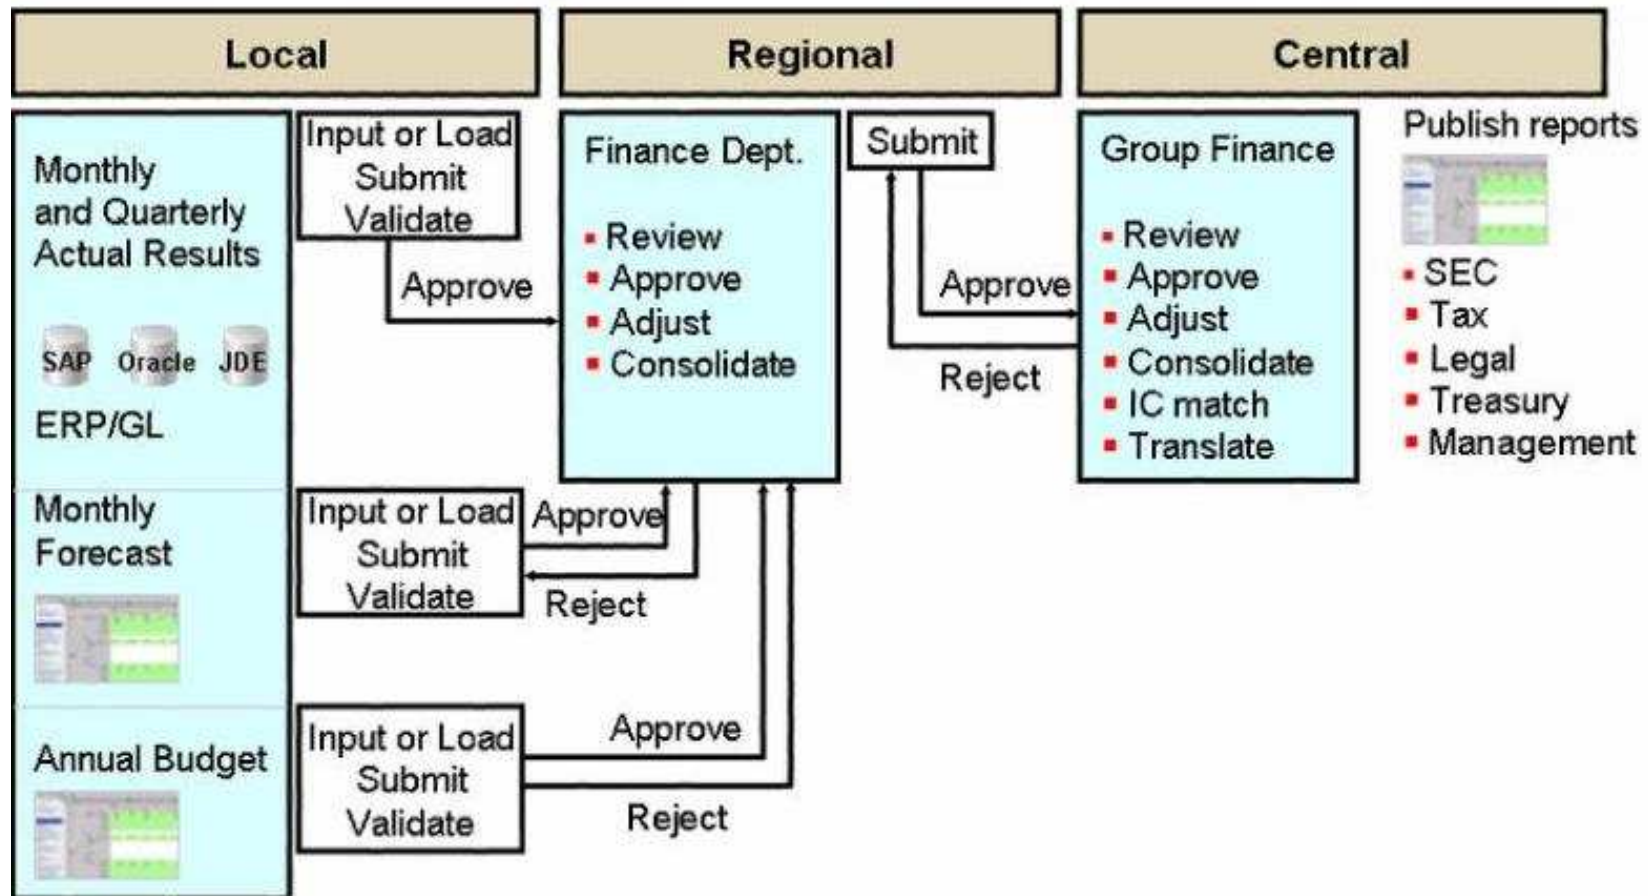 Local
Regional
Central
Monthly
and Quarterly
Actual Results
SAP Oracle JDE
ERP/GL
Input or Load
Submit
Validate
Approve
Finance Dept.
▪ Review
▪ Approve
▪ Adjust
▪ Consolidate
Submit
Approve
Reject
Group Finance
▪ Review
▪ Approve
▪ Adjust
▪ Consolidate
▪ IC match
▪ Translate
Publish reports
▪ SEC
▪ Tax
▪ Legal
▪ Treasury
▪ Management
Monthly
Forecast
Input or Load
Submit
Validate
Approve
Reject
Annual Budget
Input or Load
Submit
Validate
Approve
Reject